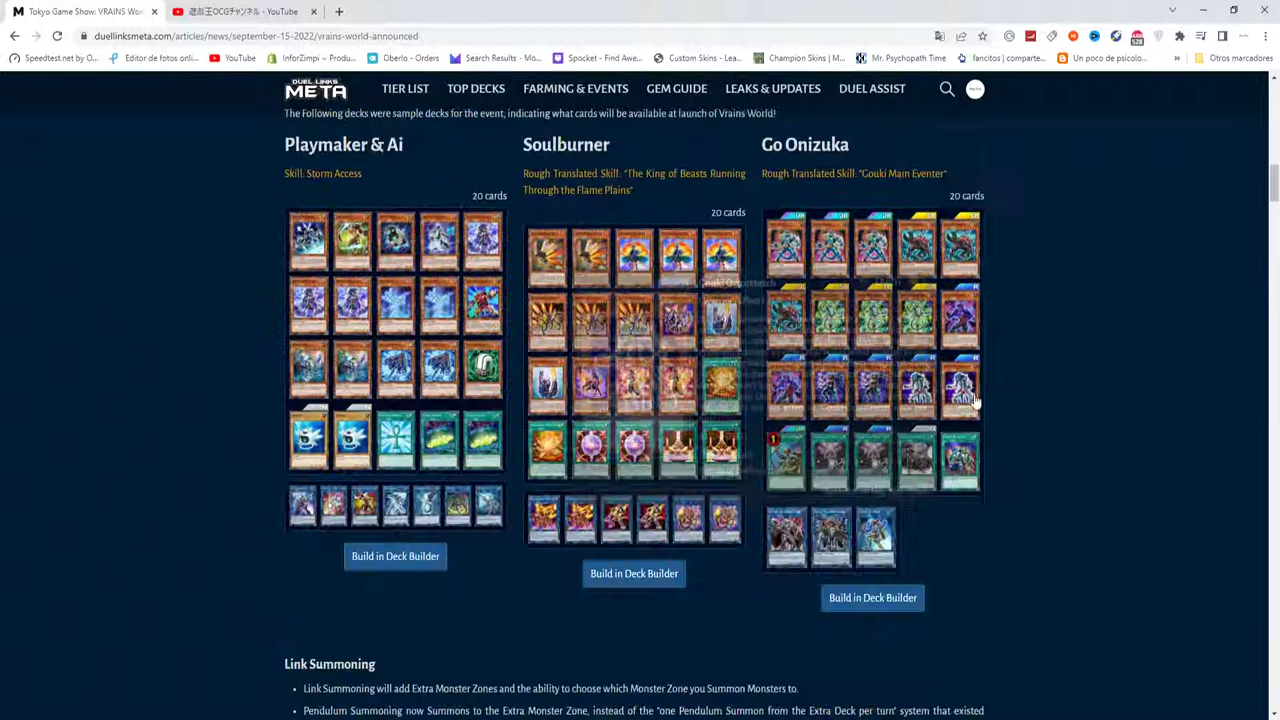 Tokyo Game Show: VRAINS Wo
遊戯王OCGチャンネル - YouTube
duellinksmeta.com/articles/news/september-15-2022/vrains-world-announced
Speedtest.net by O...
Editor de fotos onli...
YouTube
InforZimpi ~ Produ...
Oberlo - Orders
Search Results - Mo...
Spocket - Find Awe...
Custom Skins - Lea...
Champion Skins | M...
Mr. Psychopath Time
fancitos | comparte...
Un poco de psicolo...
Otros marcadores
DUEL LINKS
META
TIER LIST
TOP DECKS
FARMING & EVENTS
GEM GUIDE
LEAKS & UPDATES
DUEL ASSIST
The Following decks were sample decks for the event, indicating what cards will be available at launch of Vrains World!
Playmaker & Ai
Skill: Storm Access
20 cards
Build in Deck Builder
Soulburner
Rough Translated Skill: "The King of Beasts Running
Through the Flame Plains"
20 cards
Build in Deck Builder
Go Onizuka
Rough Translated Skill: "Gouki Main Eventer"
20 cards
1
Build in Deck Builder
Link Summoning
• Link Summoning will add Extra Monster Zones and the ability to choose which Monster Zone you Summon Monsters to.
• Pendulum Summoning now Summons to the Extra Monster Zone, instead of the "one Pendulum Summon from the Extra Deck per turn" system that existed